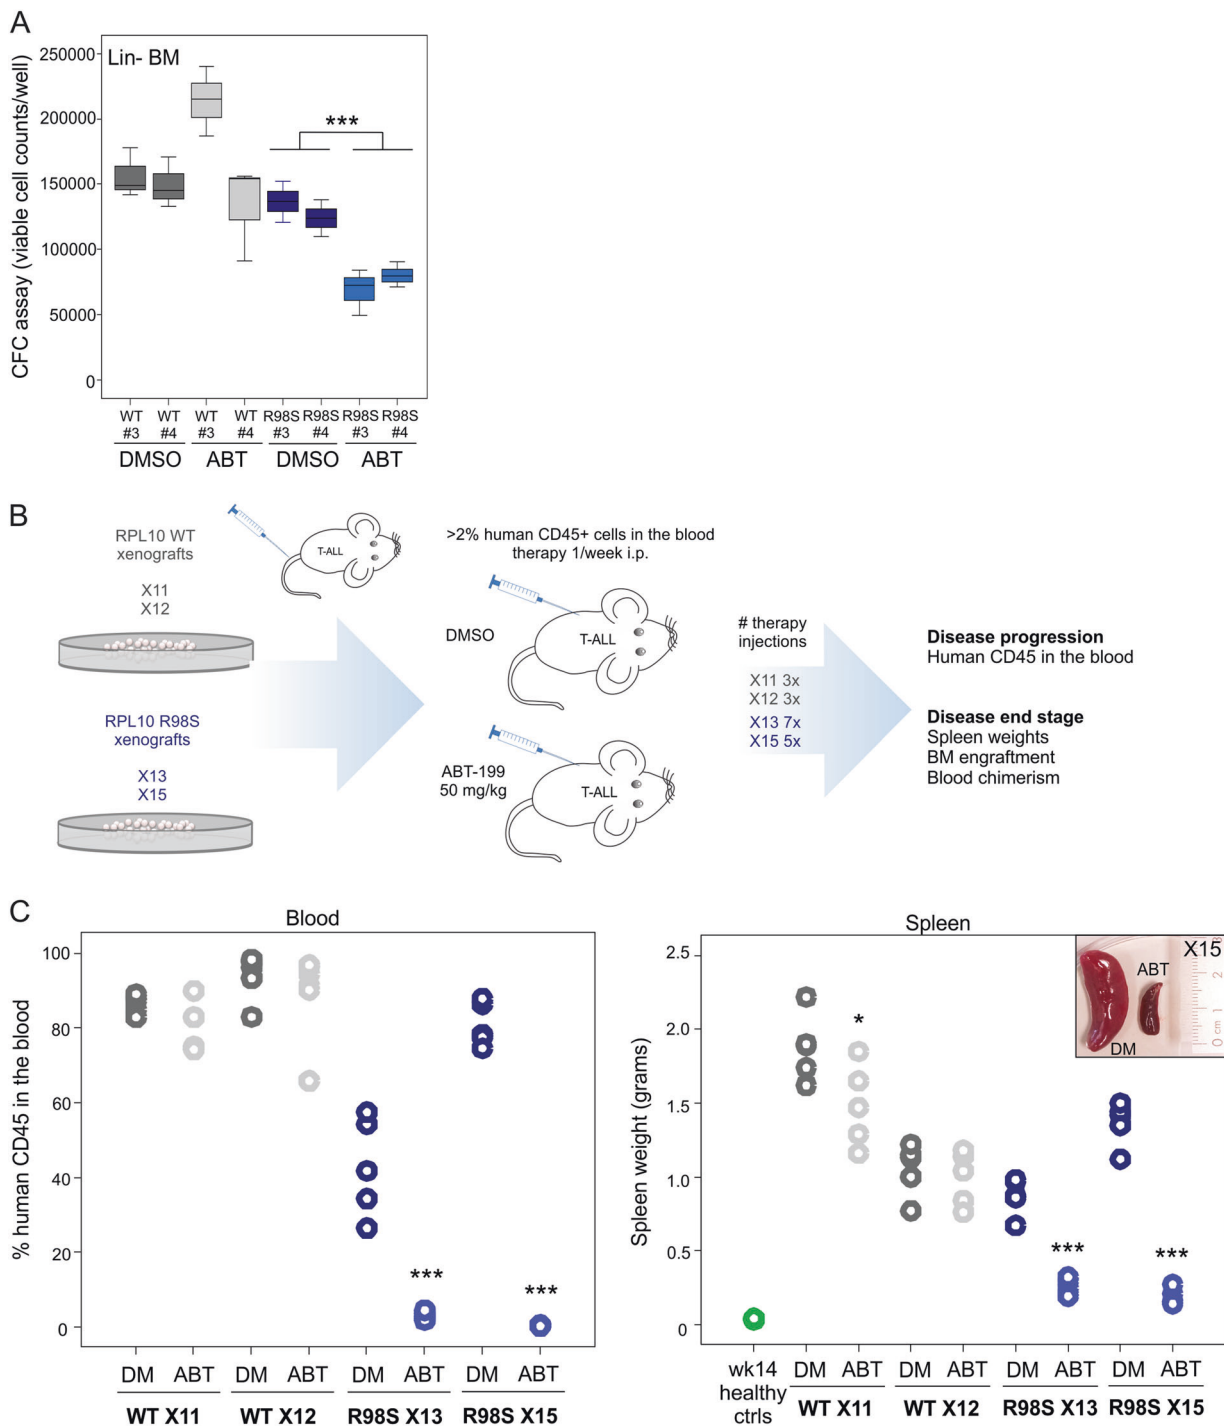 A
CFC assay (viable cell counts/well)
Lin- BM
250000
200000
150000
100000
50000
0
***
WT WT WT WT R98S R98S R98S R98S
#3 #4 #3 #4 #3 #4 #3 #4
DMSO ABT DMSO ABT
B
RPL10 WT
xenografts
X11
X12
RPL10 R98S
xenografts
X13
X15
T-ALL
>2% human CD45+ cells in the blood
therapy 1/week i.p.
DMSO
T-ALL
ABT-199
50 mg/kg
T-ALL
# therapy
injections
X11 3x
X12 3x
X13 7x
X15 5x
Disease progression
Human CD45 in the blood
Disease end stage
Spleen weights
BM engraftment
Blood chimerism
C
Blood
% human CD45 in the blood
100
80
60
40
20
0
***
***
DM ABT DM ABT DM ABT DM ABT
WT X11 WT X12 R98S X13 R98S X15
Spleen
Spleen weight (grams)
2.5
2.0
1.5
1.0
0.5
0
*
***
***
X15
ABT
DM
2
1
0 cm
wk14
healthy
ctrls
DM ABT DM ABT DM ABT DM ABT
WT X11 WT X12 R98S X13 R98S X15